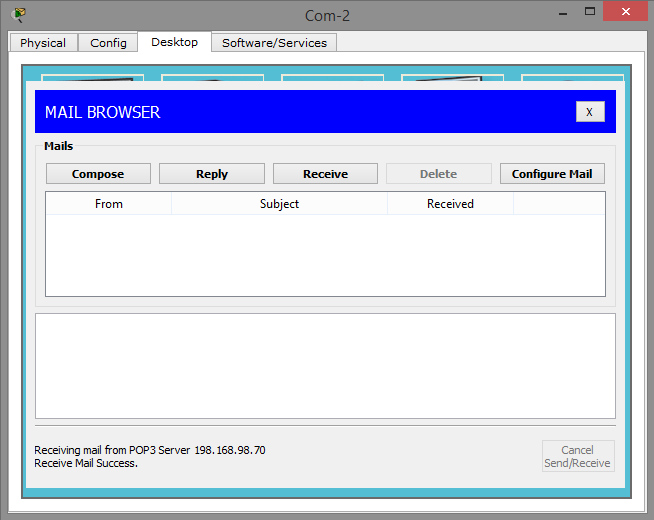 Com-2
Physical Config Desktop Software/Services
MAIL BROWSER X
Mails
Compose Reply Receive Delete Configure Mail
From Subject Received
Receiving mail from POP3 Server 198.168.98.70
Receive Mail Success.
Cancel
Send/Receive